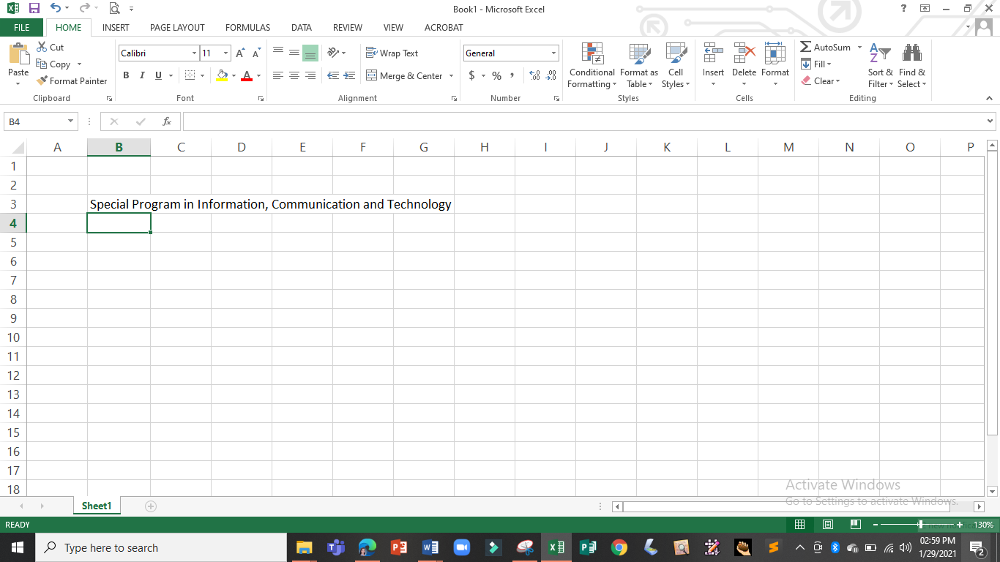 Book1 - Microsoft Excel
?
FILE HOME INSERT PAGE LAYOUT FORMULAS DATA REVIEW VIEW ACROBAT
Paste
Cut
Copy
Format Painter
Clipboard
Calibri 11
B I U
Font
Wrap Text
Merge & Center
Alignment
General
$ % ,
Number
Conditional Formatting
Format as Table
Cell Styles
Styles
Insert Delete Format
Cells
AutoSum
Fill
Clear
Sort & Filter
Find & Select
Editing
B4
fx
A B C D E F G H I J K L M N O P
1
2
3 Special Program in Information, Communication and Technology
4
5
6
7
8
9
10
11
12
13
14
15
16
17
18
Activate Windows
Go to Settings to activate Windows.
Sheet1
READY
130%
Type here to search
02:59 PM
1/29/2021
2